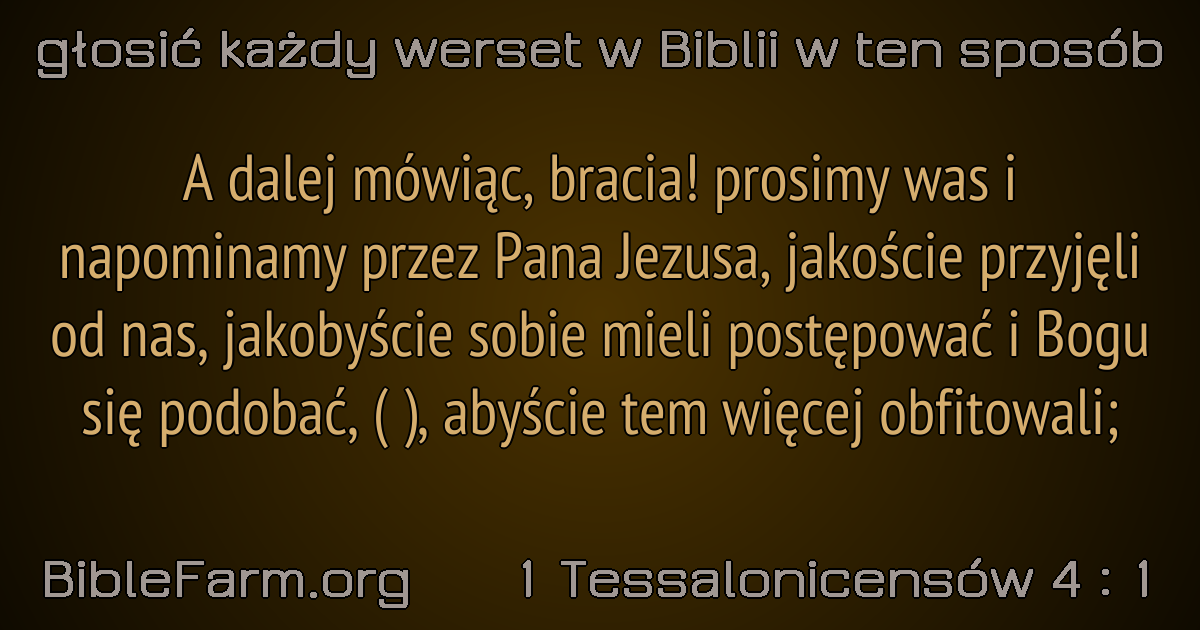 głosić każdy werset w Biblii w ten sposób
A dalej mówiąc, bracia! prosimy was i
napominamy przez Pana Jezusa, jakoście przyjęli
od nas, jakobyście sobie mieli postępować i Bogu
się podobać, ( ), abyście tem więcej obfitowali;
BibleFarm.org 1 Tessalonicensów 4 : 1